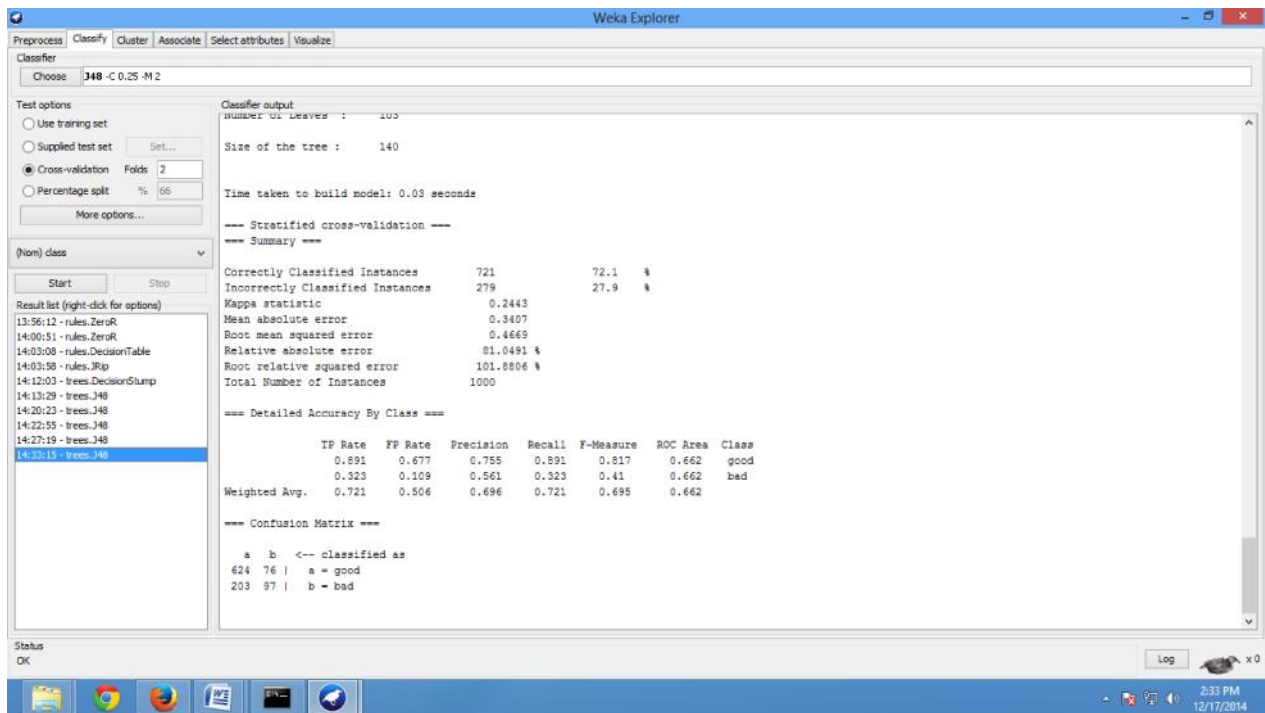 Weka Explorer
Preprocess Classify Cluster Associate Select attributes Visualize
Classifier
Choose J48 -C 0.25 -M 2
Test options
Use training set
Supplied test set Set...
Cross-validation Folds 2
Percentage split % 66
More options...
(Nom) class
Start Stop
Result list (right-click for options)
13:56:12 - rules.ZeroR
14:00:51 - rules.ZeroR
14:03:08 - rules.DecisionTable
14:03:58 - rules.JRip
14:12:03 - trees.DecisionStump
14:13:29 - trees.J48
14:20:23 - trees.J48
14:22:55 - trees.J48
14:27:19 - trees.J48
14:33:15 - trees.J48
Classifier output
Number of Leaves : 103
Size of the tree : 140
Time taken to build model: 0.03 seconds
=== Stratified cross-validation ===
=== Summary ===
Correctly Classified Instances 721 72.1 %
Incorrectly Classified Instances 279 27.9 %
Kappa statistic 0.2443
Mean absolute error 0.3407
Root mean squared error 0.4669
Relative absolute error 81.0491 %
Root relative squared error 101.8806 %
Total Number of Instances 1000
=== Detailed Accuracy By Class ===
TP Rate FP Rate Precision Recall F-Measure ROC Area Class
0.891 0.677 0.755 0.891 0.817 0.662 good
0.323 0.109 0.561 0.323 0.41 0.662 bad
Weighted Avg. 0.721 0.506 0.696 0.721 0.695 0.662
=== Confusion Matrix ===
a b <-- classified as
624 76 | a = good
203 97 | b = bad
Status
OK
Log x 0
2:33 PM
12/17/2014